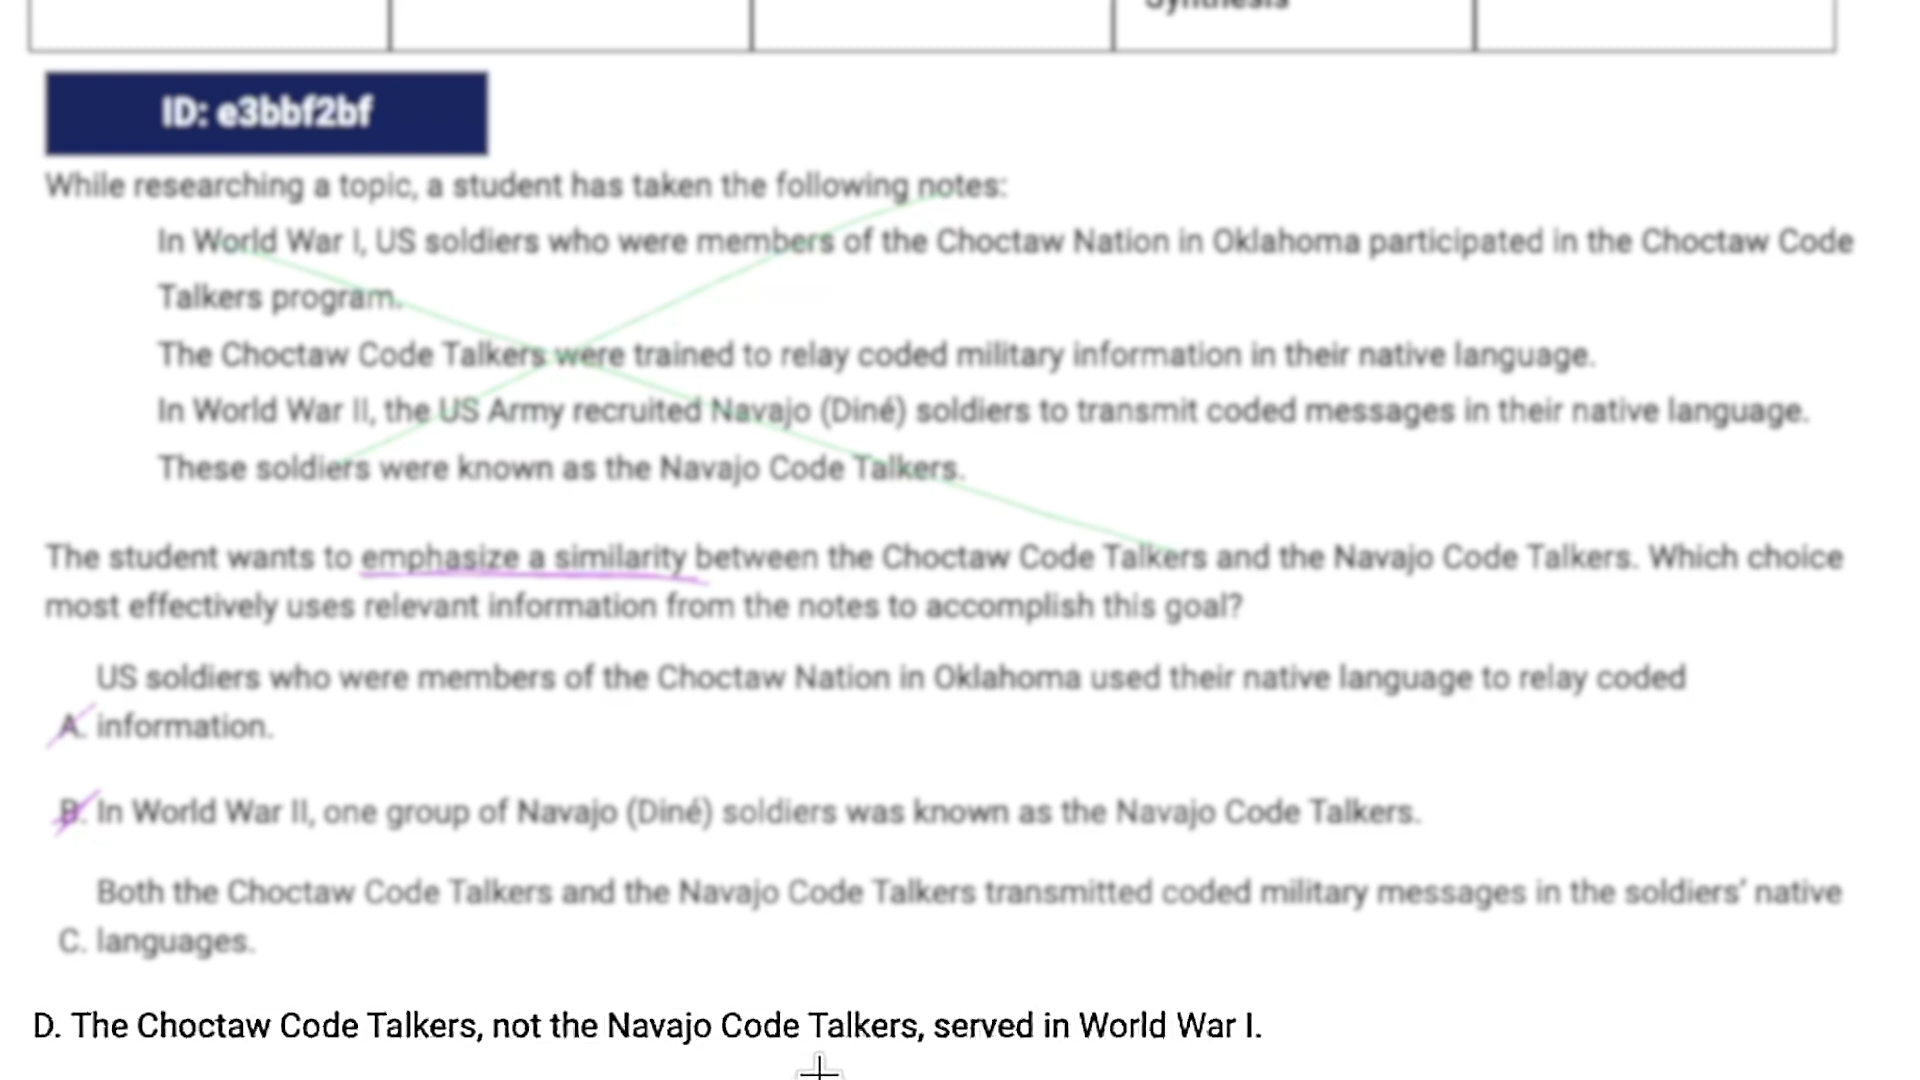 Synthesis
ID: e3bbf2bf
While researching a topic, a student has taken the following notes:
In World War I, US soldiers who were members of the Choctaw Nation in Oklahoma participated in the Choctaw Code
Talkers program.
The Choctaw Code Talkers were trained to relay coded military information in their native language.
In World War II, the US Army recruited Navajo (Diné) soldiers to transmit coded messages in their native language.
These soldiers were known as the Navajo Code Talkers.
The student wants to emphasize a similarity between the Choctaw Code Talkers and the Navajo Code Talkers. Which choice
most effectively uses relevant information from the notes to accomplish this goal?
US soldiers who were members of the Choctaw Nation in Oklahoma used their native language to relay coded
A. information.
B. In World War II, one group of Navajo (Diné) soldiers was known as the Navajo Code Talkers.
Both the Choctaw Code Talkers and the Navajo Code Talkers transmitted coded military messages in the soldiers’ native
C. languages.
D. The Choctaw Code Talkers, not the Navajo Code Talkers, served in World War I.